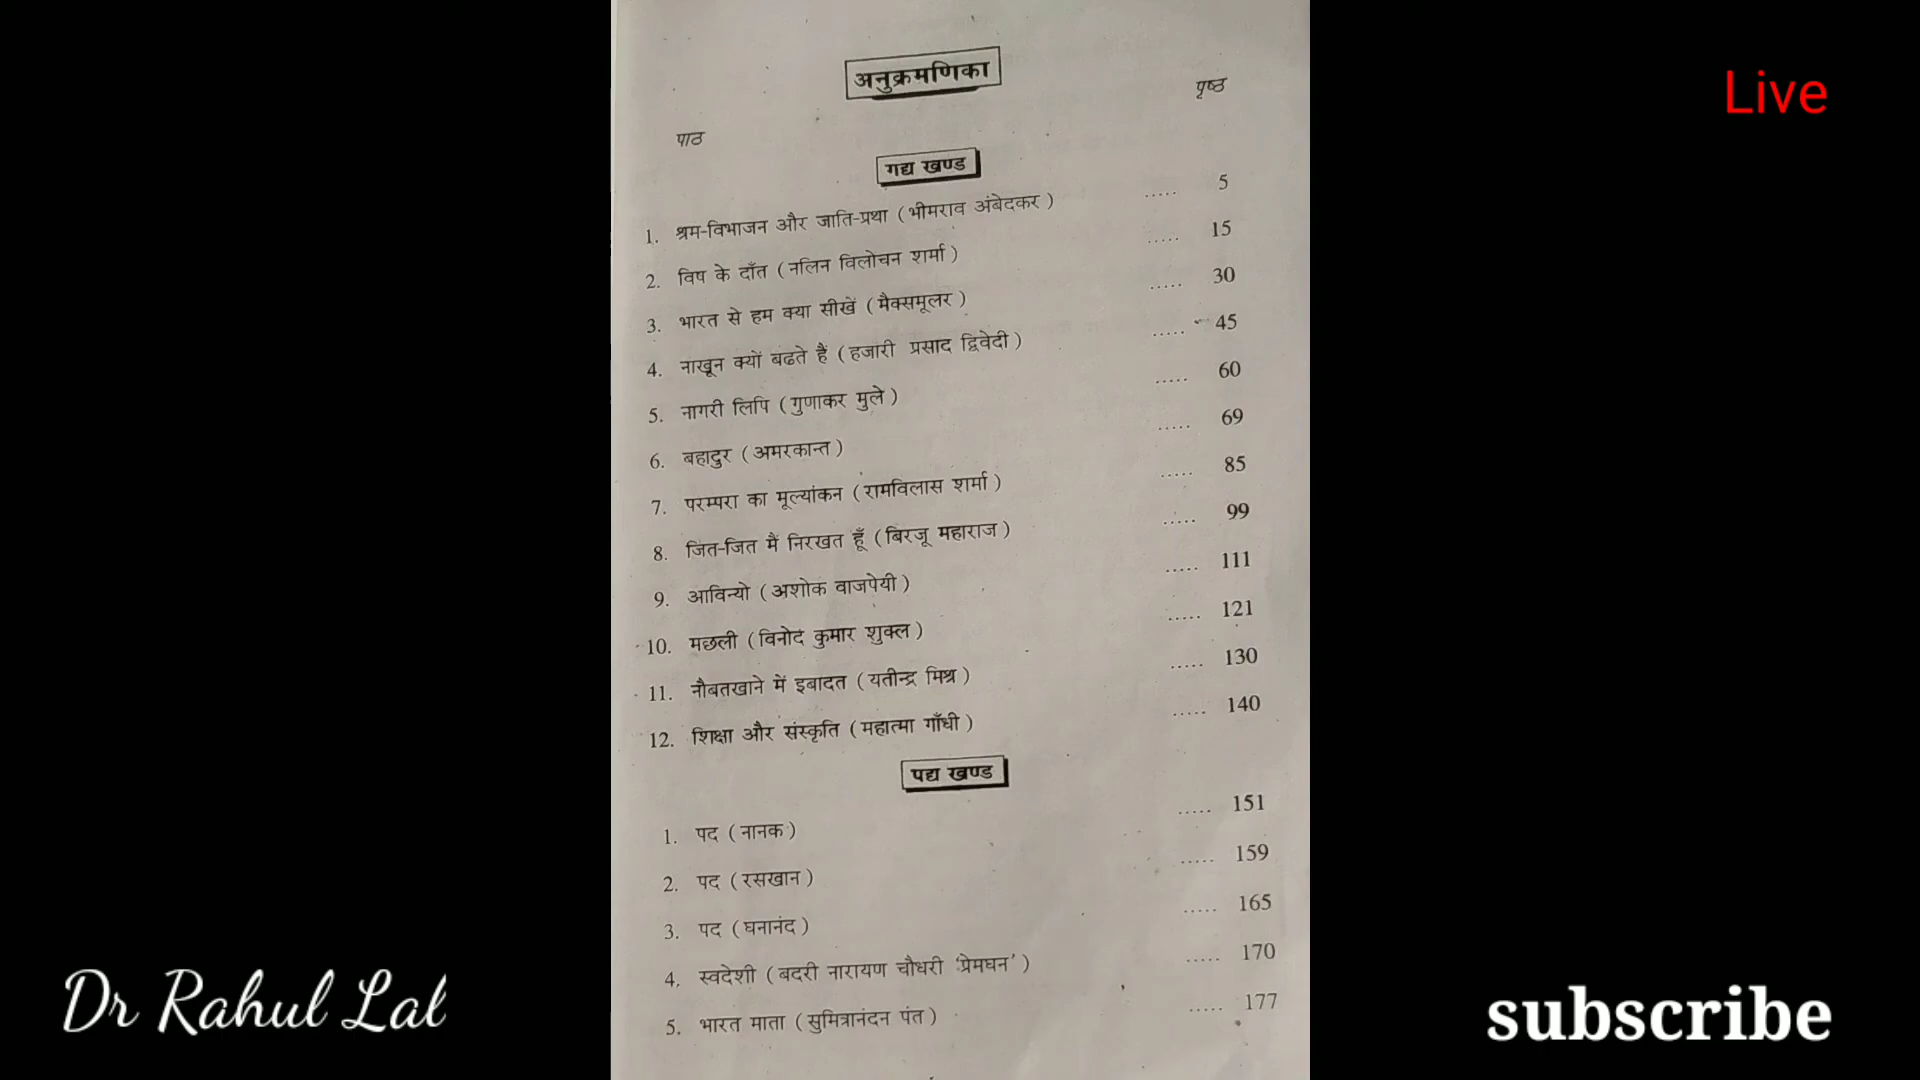 अनुक्रमणिका
पाठ पृष्ठ
गद्य खण्ड
1. श्रम-विभाजन और जाति-प्रथा (भीमराव अंबेदकर) ..... 5
2. विष के दाँत (नलिन विलोचन शर्मा) ..... 15
3. भारत से हम क्या सीखें (मैक्समूलर) ..... 30
4. नाखून क्यों बढते हैं (हजारी प्रसाद द्विवेदी) ..... 45
5. नागरी लिपि (गुणाकर मुले) ..... 60
6. बहादुर (अमरकान्त) ..... 69
7. परम्परा का मूल्यांकन (रामविलास शर्मा) ..... 85
8. जित-जित मैं निरखत हूँ (बिरजू महाराज) ..... 99
9. आविन्यो (अशोक वाजपेयी) ..... 111
10. मछली (विनोद कुमार शुक्ल) ..... 121
11. नौबतखाने में इबादत (यतीन्द्र मिश्र) ..... 130
12. शिक्षा और संस्कृति (महात्मा गाँधी) ..... 140
पद्य खण्ड
1. पद (नानक) ..... 151
2. पद (रसखान) ..... 159
3. पद (घनानंद) ..... 165
4. स्वदेशी (बदरी नारायण चौधरी 'प्रेमघन') ..... 170
5. भारत माता (सुमित्रानंदन पंत) ..... 177
Live
Dr Rahul Lal
subscribe